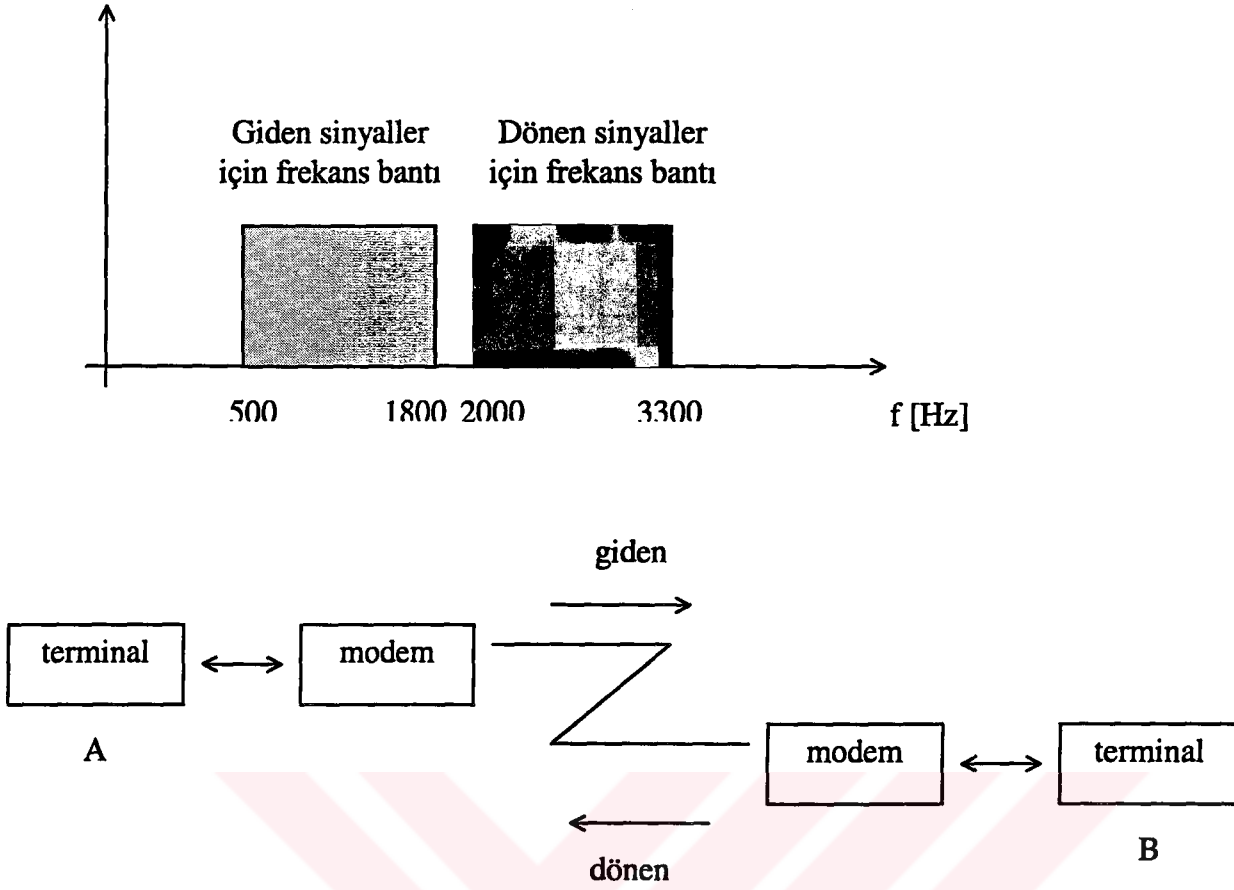 Giden sinyaller
için frekans bantı
Dönen sinyaller
için frekans bantı
500 1800 2000 3300 f [Hz]
giden
terminal modem
A
modem terminal
B
dönen